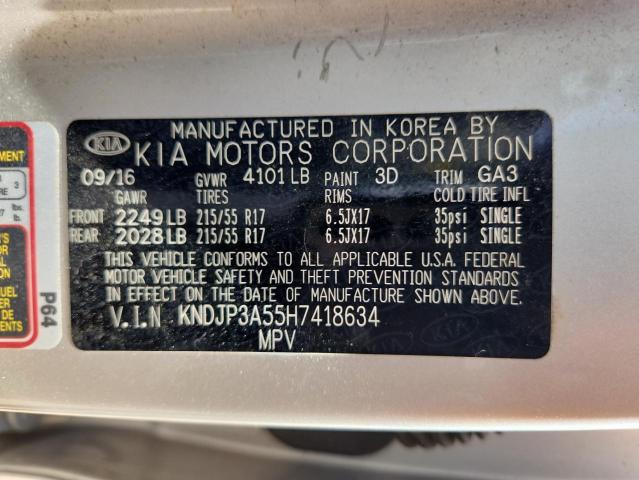 MANUFACTURED IN KOREA BY
KIA KIA MOTORS CORPORATION
09/16 GVWR 4101 LB PAINT 3D TRIM GA3
GAWR TIRES RIMS COLD TIRE INFL
FRONT 2249 LB 215/55 R17 6.5JX17 35psi SINGLE
REAR 2028 LB 215/55 R17 6.5JX17 35psi SINGLE
THIS VEHICLE CONFORMS TO ALL APPLICABLE U.S.A. FEDERAL
MOTOR VEHICLE SAFETY AND THEFT PREVENTION STANDARDS
IN EFFECT ON THE DATE OF MANUFACTURE SHOWN ABOVE.
V.I.N KNDJP3A55H7418634
MPV
P64